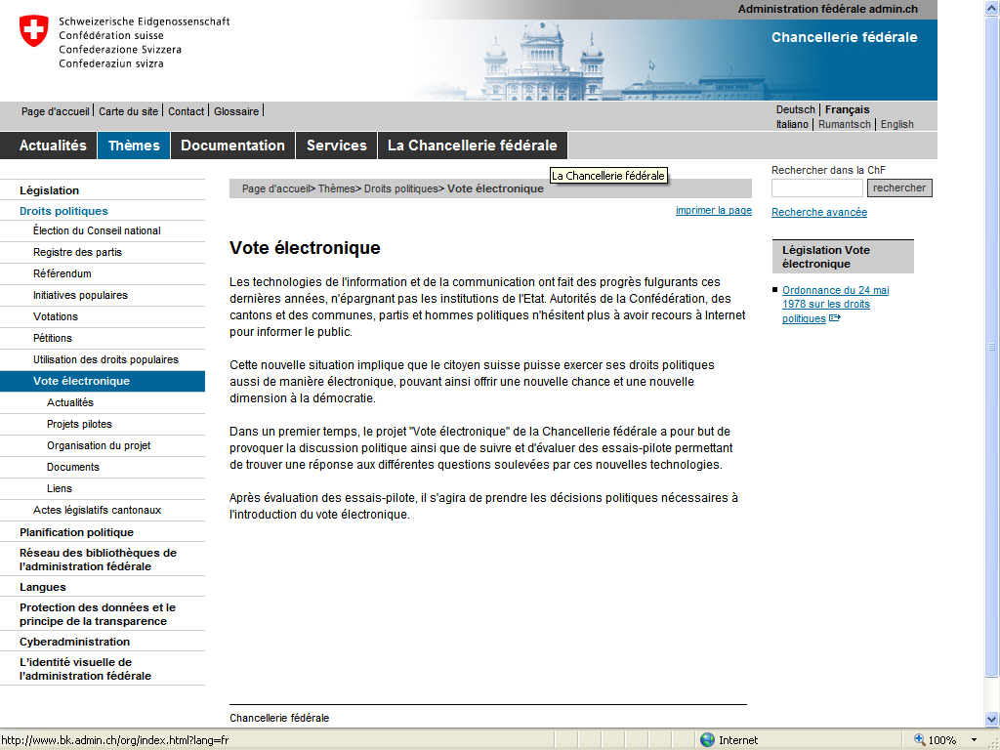 Schweizerische Eidgenossenschaft
Confédération suisse
Confederazione Svizzera
Confederaziun svizra
Administration fédérale admin.ch
Chancellerie fédérale
Page d'accueil
Carte du site
Contact
Glossaire
Deutsch
Français
Italiano
Rumantsch
English
Actualités
Thèmes
Documentation
Services
La Chancellerie fédérale
La Chancellerie fédérale
Législation
Droits politiques
Élection du Conseil national
Registre des partis
Référendum
Initiatives populaires
Votations
Pétitions
Utilisation des droits populaires
Vote électronique
Actualités
Projets pilotes
Organisation du projet
Documents
Liens
Actes législatifs cantonaux
Planification politique
Réseau des bibliothèques de
l'administration fédérale
Langues
Protection des données et le
principe de la transparence
Cyberadministration
L'identité visuelle de
l'administration fédérale
Page d'accueil> Thèmes> Droits politiques> Vote électronique
imprimer la page
Vote électronique
Les technologies de l'information et de la communication ont fait des progrès fulgurants ces
dernières années, n'épargnant pas les institutions de l'Etat. Autorités de la Confédération, des
cantons et des communes, partis et hommes politiques n'hésitent plus à avoir recours à Internet
pour informer le public.
Cette nouvelle situation implique que le citoyen suisse puisse exercer ses droits politiques
aussi de manière électronique, pouvant ainsi offrir une nouvelle chance et une nouvelle
dimension à la démocratie.
Dans un premier temps, le projet "Vote électronique" de la Chancellerie fédérale a pour but de
provoquer la discussion politique ainsi que de suivre et d'évaluer des essais-pilote permettant
de trouver une réponse aux différentes questions soulevées par ces nouvelles technologies.
Après évaluation des essais-pilote, il s'agira de prendre les décisions politiques nécessaires à
l'introduction du vote électronique.
Chancellerie fédérale
Rechercher dans la ChF
rechercher
Recherche avancée
Législation Vote
électronique
Ordonnance du 24 mai
1978 sur les droits
politiques
http://www.bk.admin.ch/org/index.html?lang=fr
Internet
100%